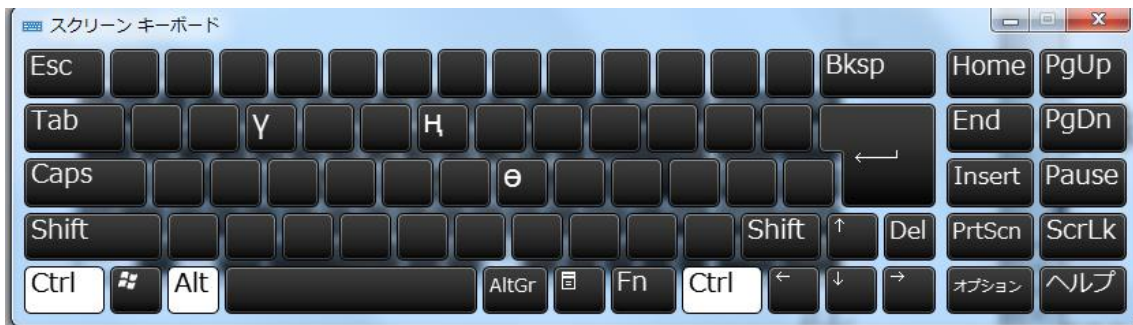 スクリーン キーボード
Esc Bksp Home PgUp
Tab ү ң End PgDn
Caps ө Insert Pause
Shift Shift ↑ Del PrtScn ScrLk
Ctrl Alt AltGr Fn Ctrl ← ↓ → オプション ヘルプ